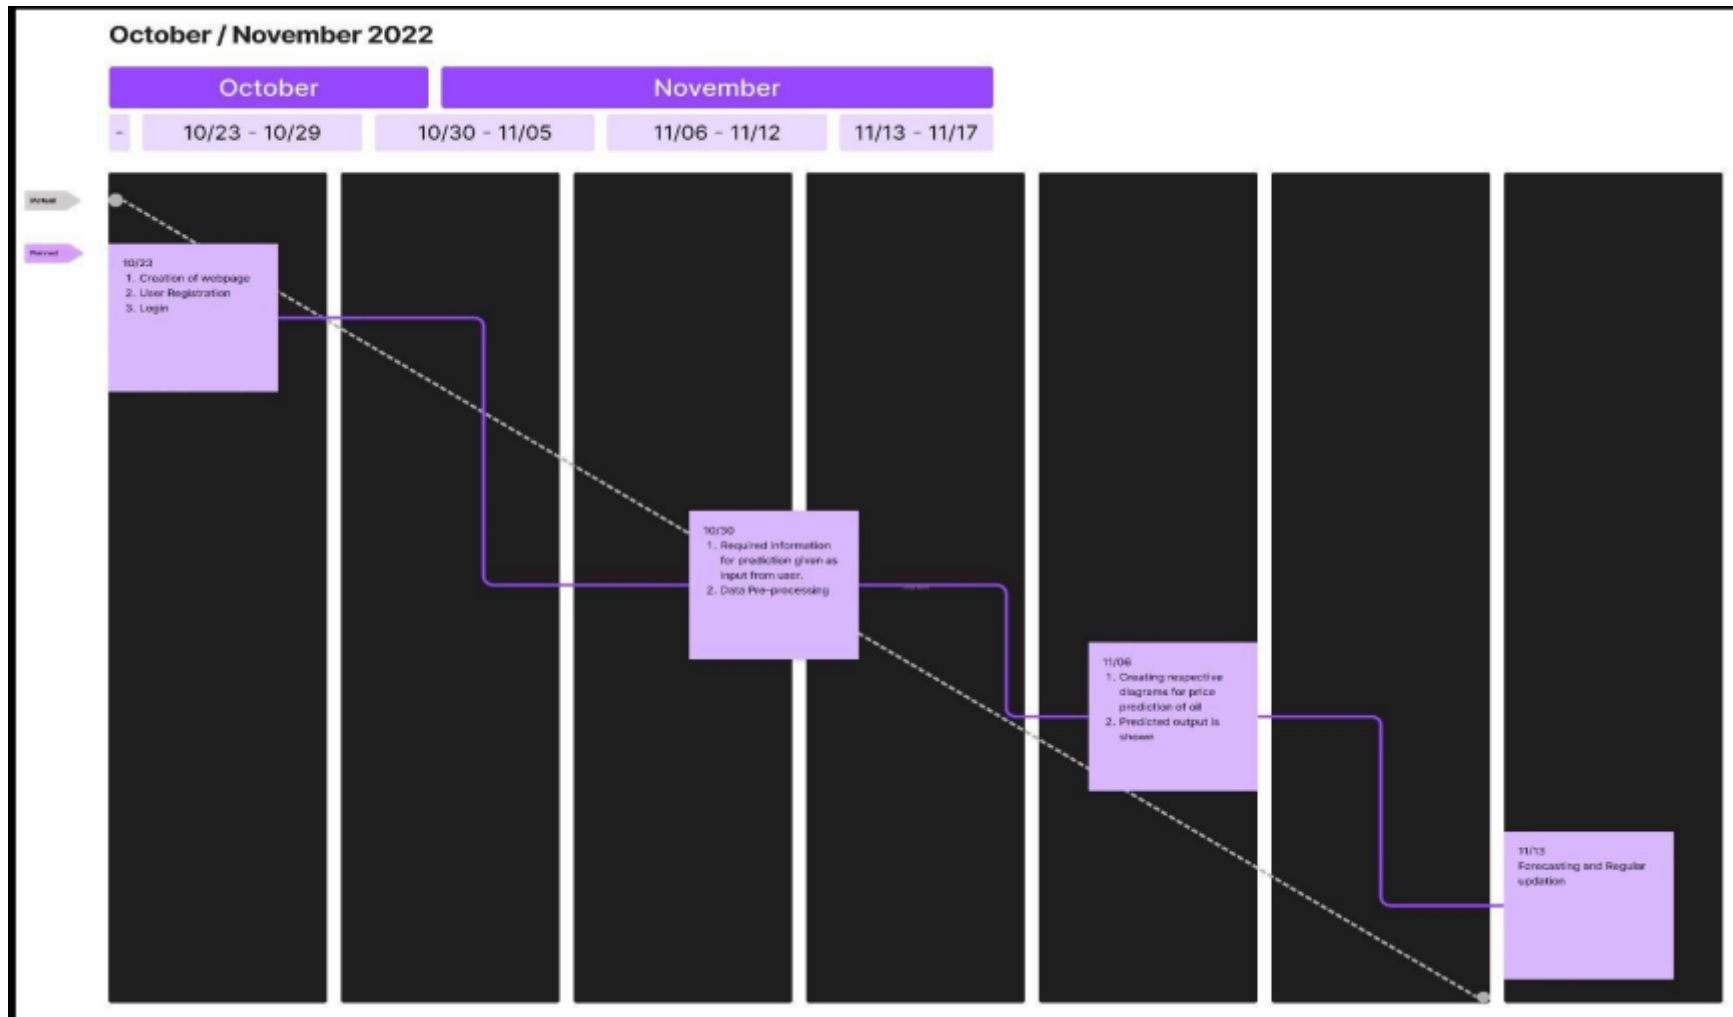 October / November 2022
October
November
-
10/23 - 10/29
10/30 - 11/05
11/06 - 11/12
11/13 - 11/17
Actual
Planned
10/23
1. Creation of webpage
2. User Registration
3. Login
10/30
1. Required information
for prediction given as
input from user.
2. Data Pre-processing
11/06
1. Creating respective
diagrams for price
prediction of oil
2. Predicted output is
shown
11/13
Forecasting and Regular
updation